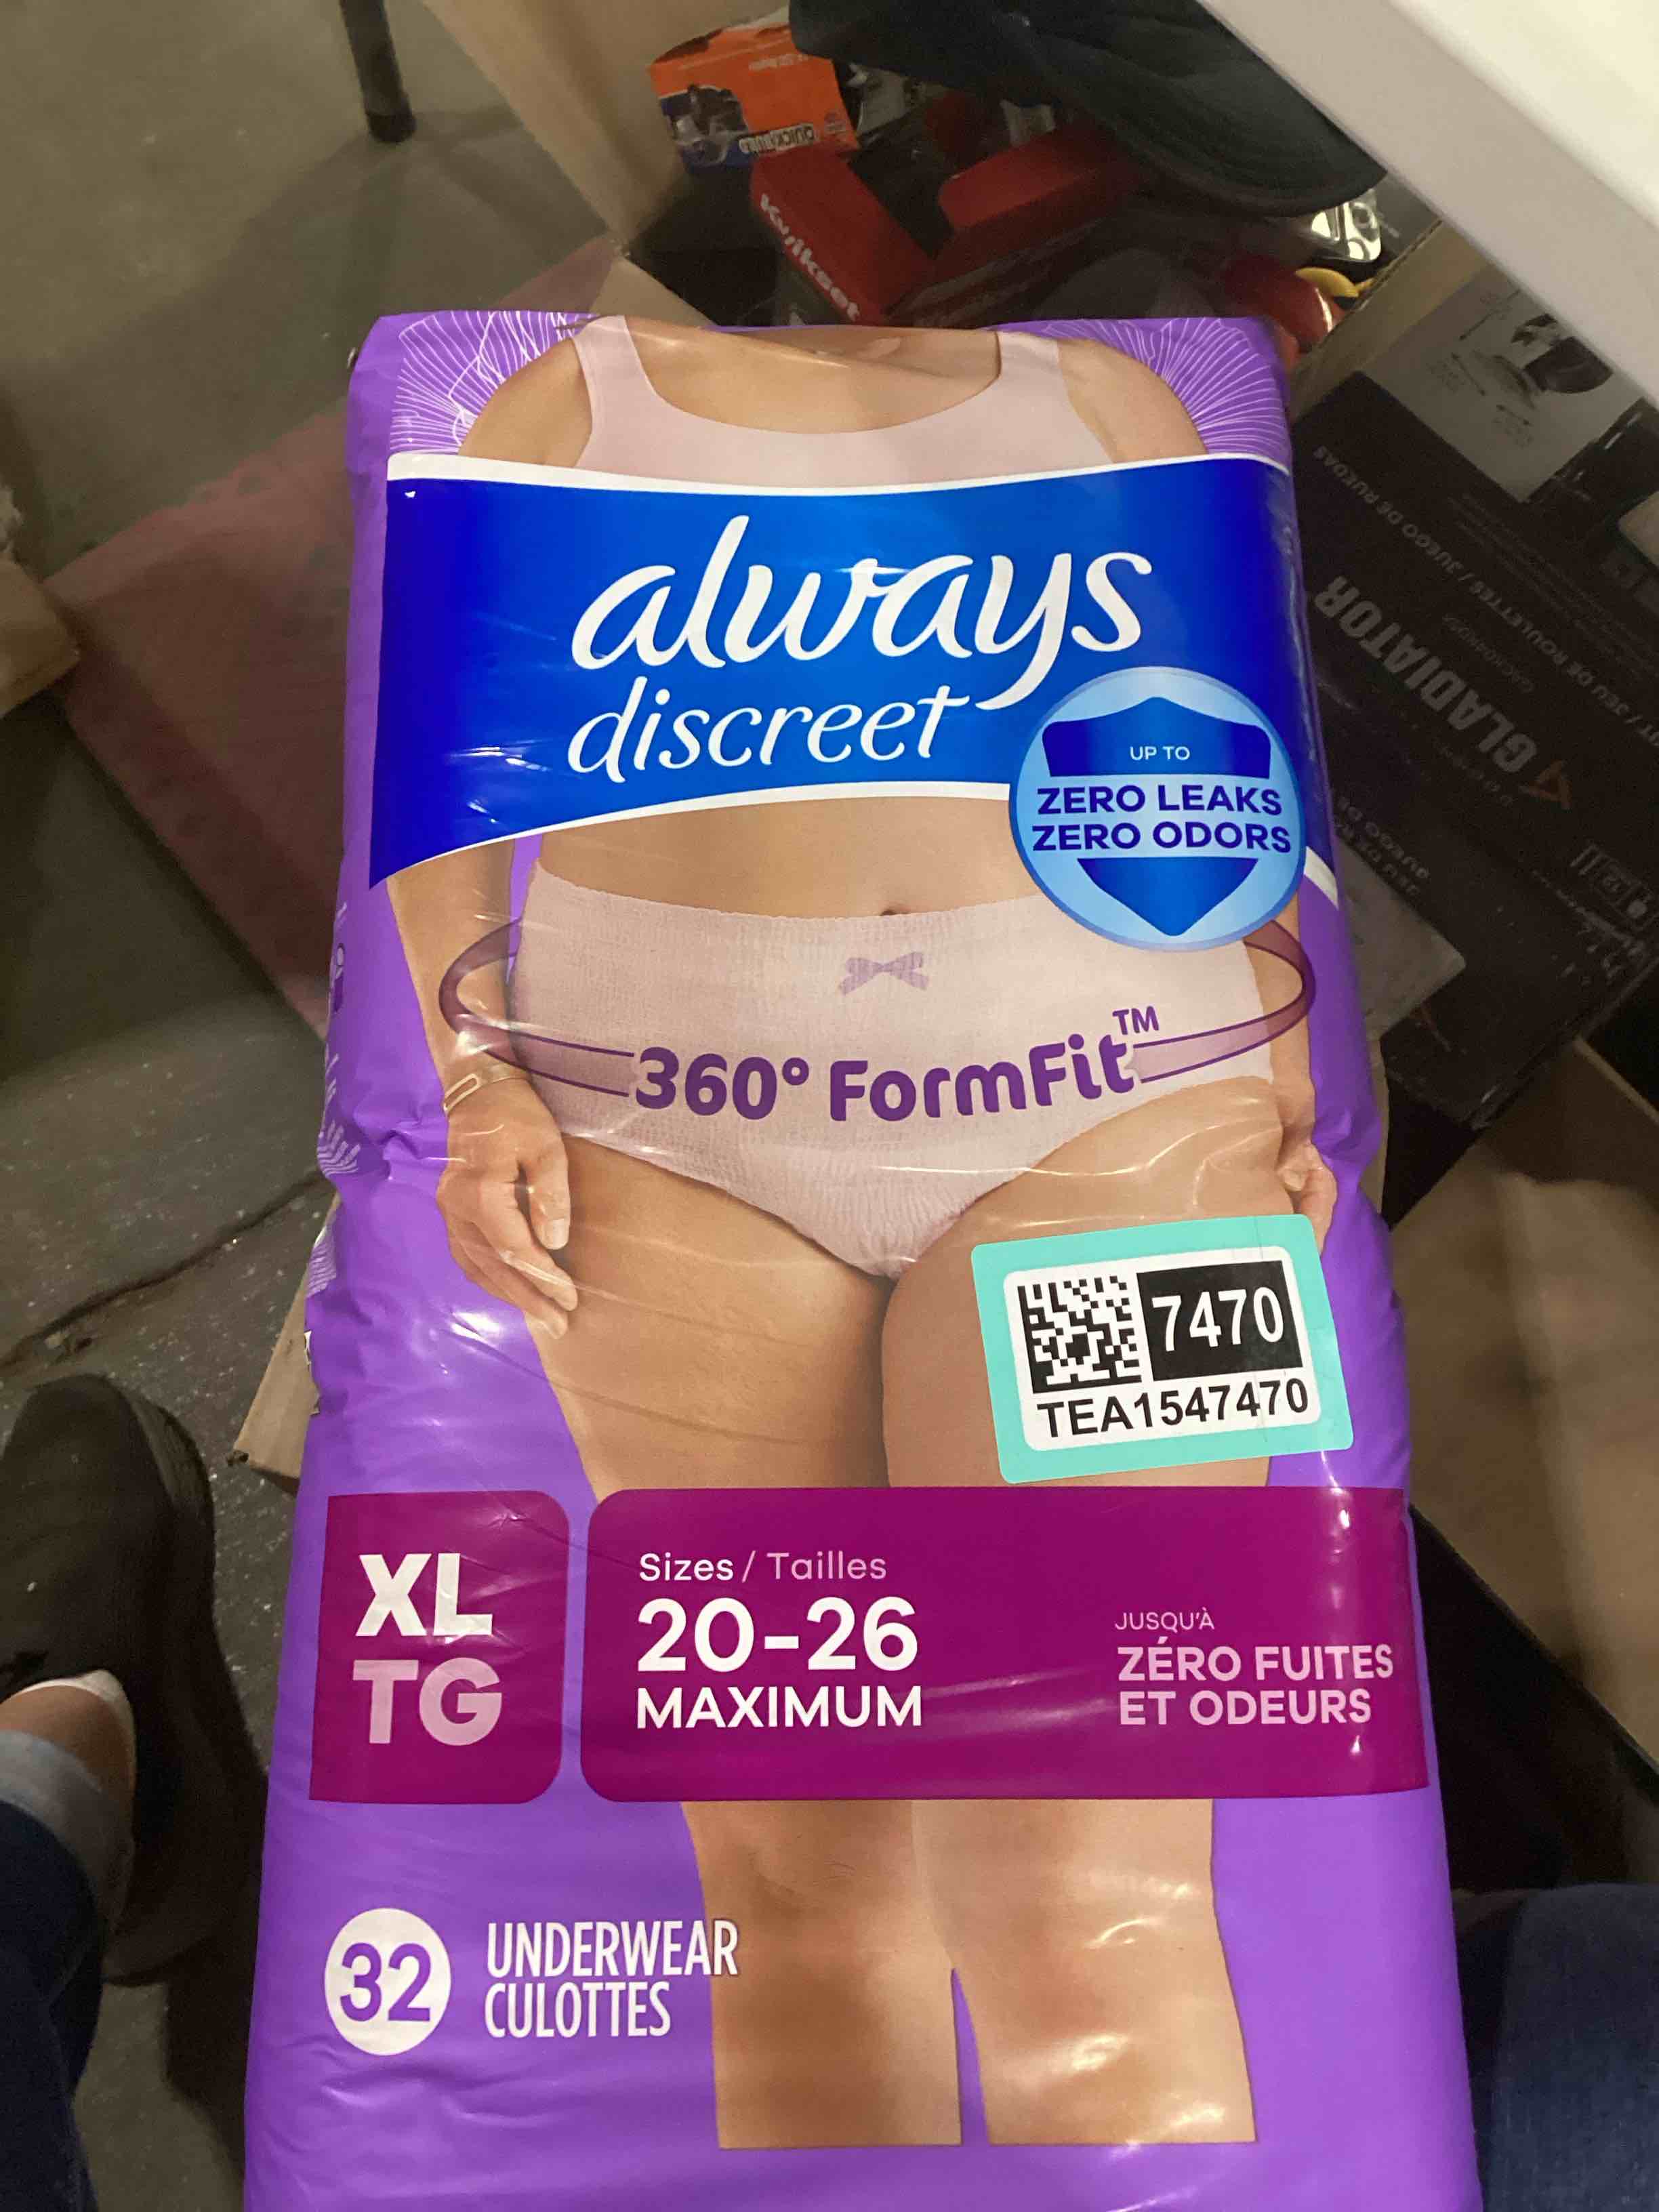 Kwikset
GLADIATOR
always
discreet
UP TO
ZERO LEAKS
ZERO ODORS
360° FormFit™
7470
TEA1547470
XL
TG
Sizes / Tailles
20-26
MAXIMUM
JUSQU'À
ZÉRO FUITES
ET ODEURS
32
UNDERWEAR
CULOTTES